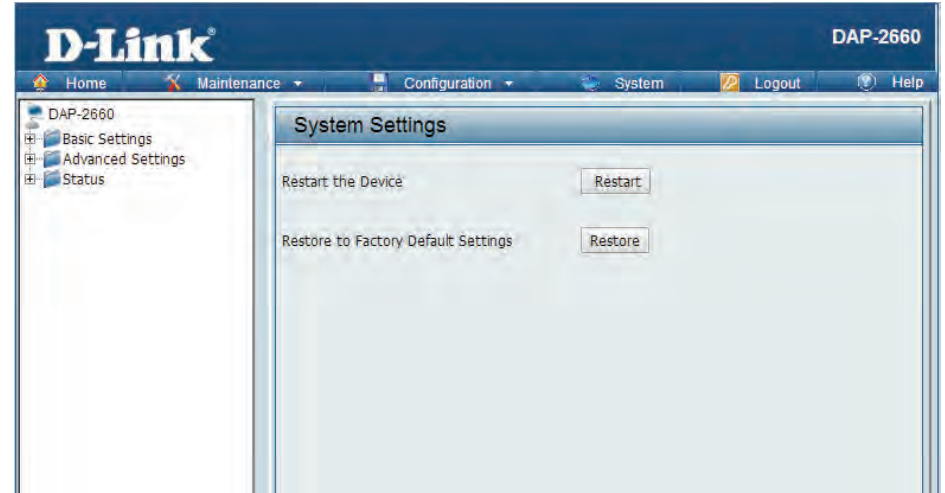 D-Link
DAP-2660
Home Maintenance Configuration System Logout Help
DAP-2660
Basic Settings
Advanced Settings
Status
System Settings
Restart the Device Restart
Restore to Factory Default Settings Restore